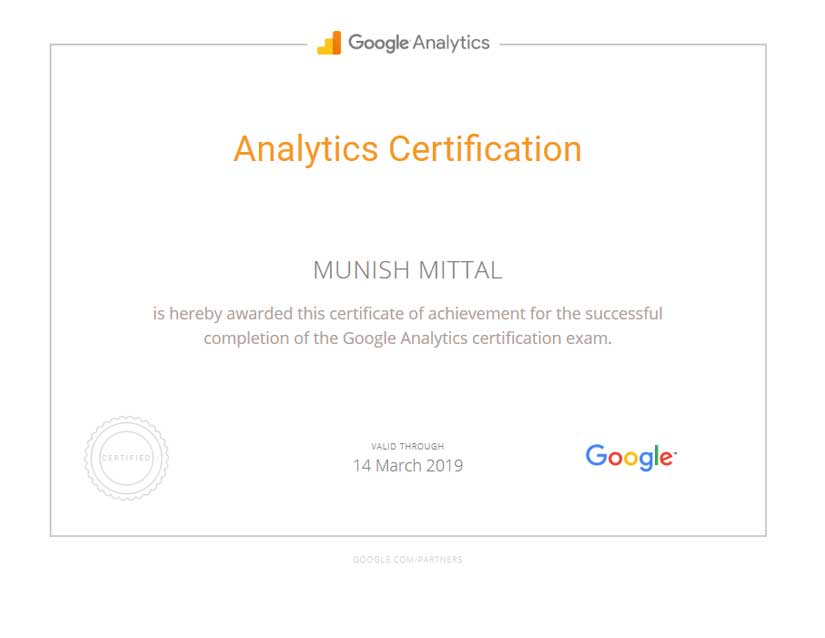 Google Analytics
Analytics Certification
MUNISH MITTAL
is hereby awarded this certificate of achievement for the successful
completion of the Google Analytics certification exam.
CERTIFIED
VALID THROUGH
14 March 2019
Google™
GOOGLE.COM/PARTNERS